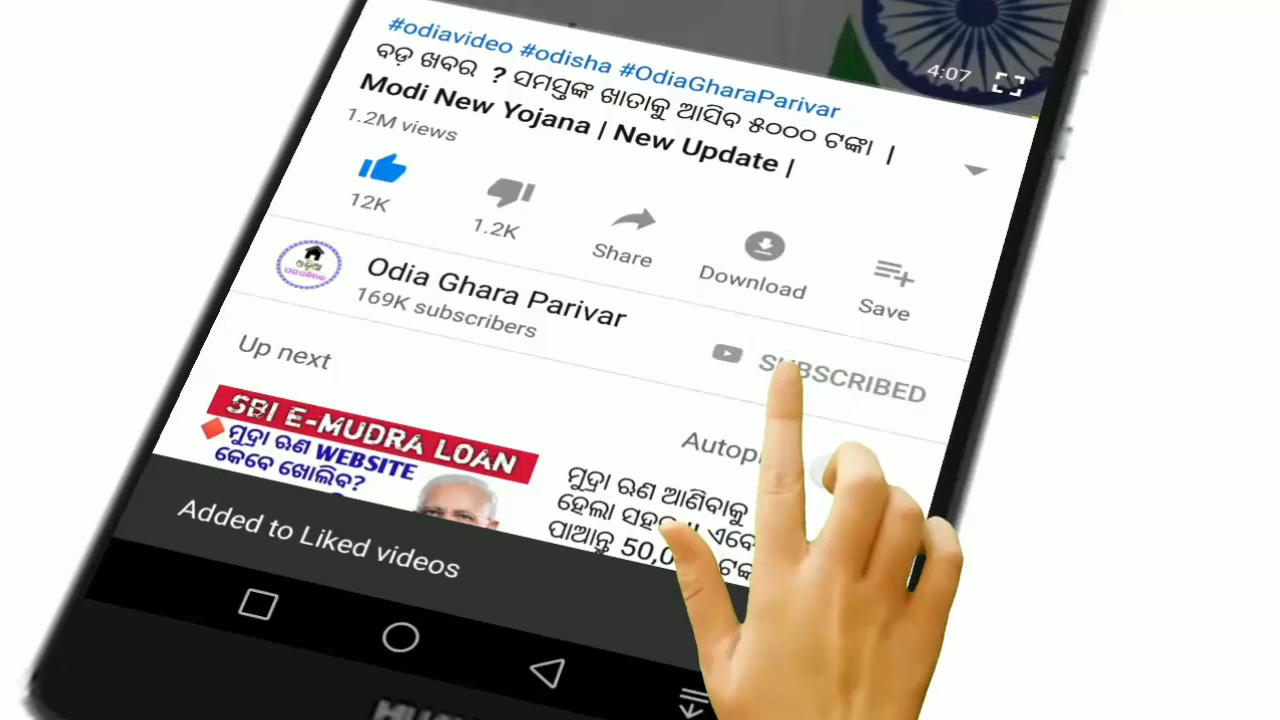 4:07
#odiavideo #odisha #OdiaGharaParivar
ବଡ଼ ଖବର ? ସମସ୍ତଙ୍କ ଖାତାକୁ ଆସିବ ୫୦୦୦ ଟଙ୍କା |
Modi New Yojana | New Update |
1.2M views
12K
1.2K
Share
Download
Save
Odia Ghara Parivar
169K subscribers
SUBSCRIBED
Up next
SBI E-MUDRA LOAN
ମୁଦ୍ରା ଋଣ WEBSITE
କେବେ ଖୋଲିବ?
ମୁଦ୍ରା ଋଣ ଆଣିବାକୁ
ହେଲା
ପାଆନ୍ତୁ
Added to Liked videos